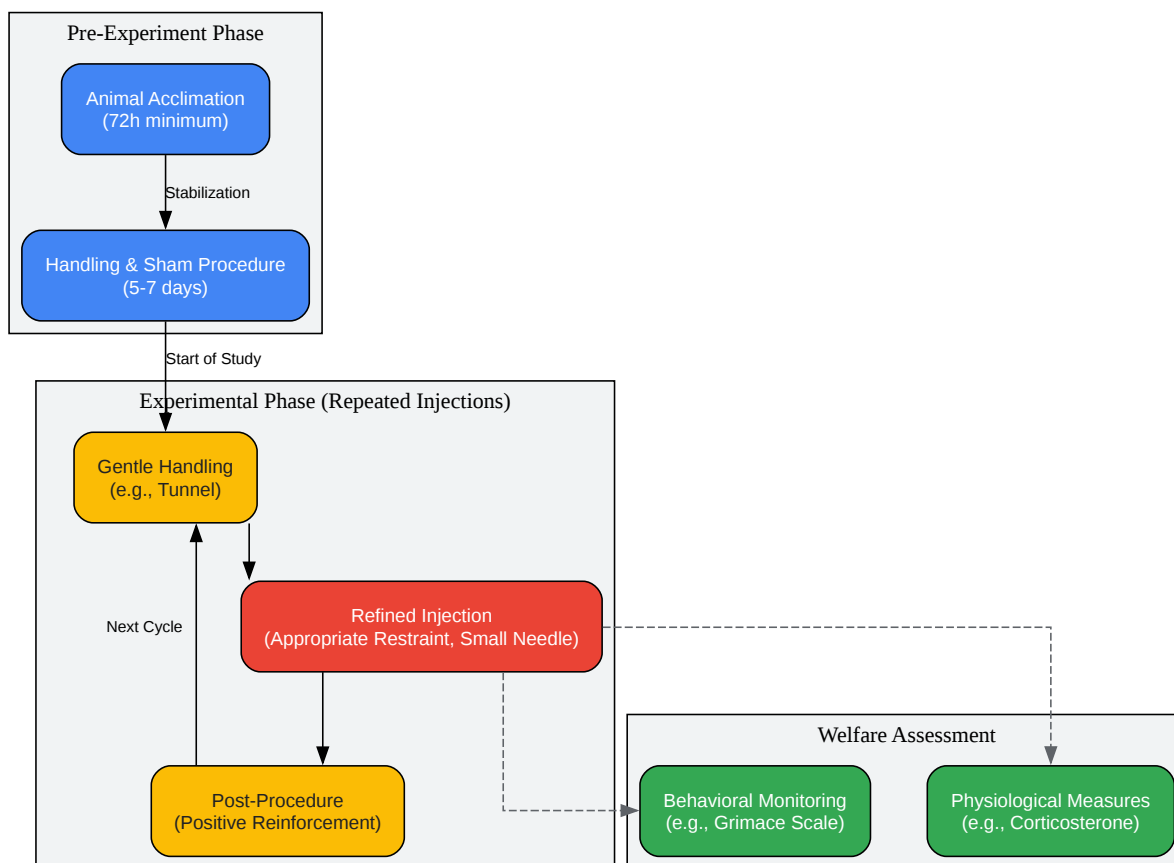 Pre-Experiment Phase
Animal Acclimation
(72h minimum)
Stabilization
Handling & Sham Procedure
(5-7 days)
Start of Study
Experimental Phase (Repeated Injections)
Gentle Handling
(e.g., Tunnel)
Refined Injection
(Appropriate Restraint, Small Needle)
Next Cycle
Post-Procedure
(Positive Reinforcement)
Welfare Assessment
Behavioral Monitoring
(e.g., Grimace Scale)
Physiological Measures
(e.g., Corticosterone)